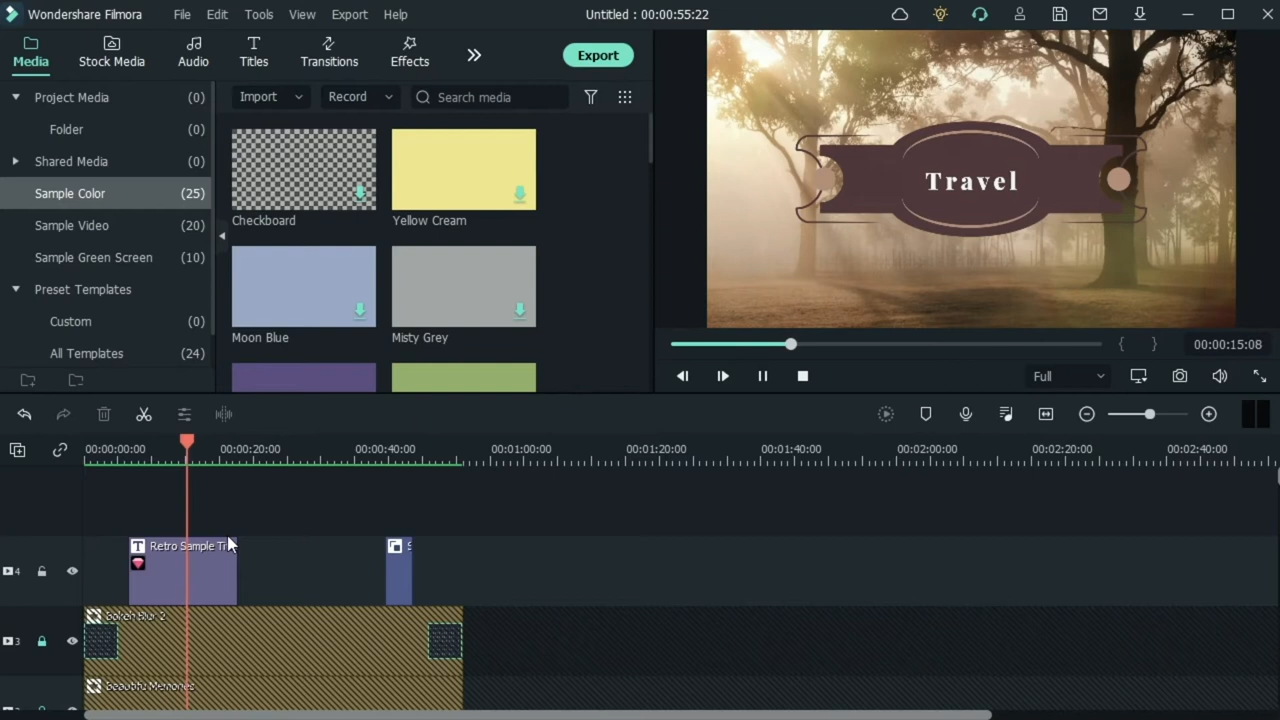 Wondershare Filmora
File Edit Tools View Export Help
Untitled : 00:00:55:22
Media
Stock Media
Audio
Titles
Transitions
Effects
Export
Project Media (0)
Folder (0)
Shared Media (0)
Sample Color (25)
Sample Video (20)
Sample Green Screen (10)
Preset Templates (0)
Custom (0)
All Templates (24)
Import
Record
Search media
Checkboard
Yellow Cream
Moon Blue
Misty Grey
Travel
00:00:15:08
Full
00:00:00:00 00:00:20:00 00:00:40:00 00:01:00:00 00:01:20:00 00:01:40:00 00:02:00:00 00:02:20:00 00:02:40:00
4
Retro Sample Ti
S
3
Bokeh Blur 2
Beautiful Memories